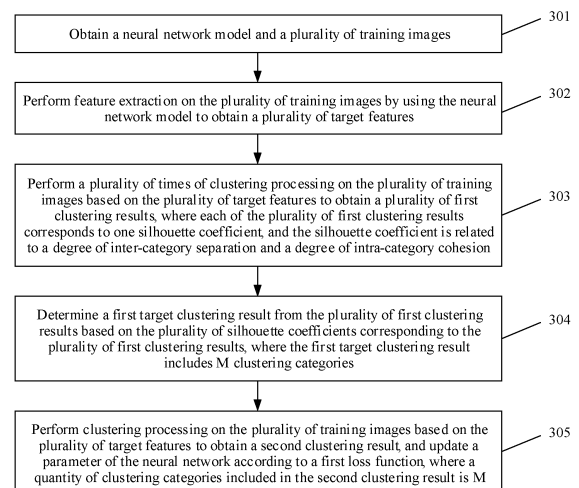 Obtain a neural network model and a plurality of training images
301
Perform feature extraction on the plurality of training images by using the neural
network model to obtain a plurality of target features
302
Perform a plurality of times of clustering processing on the plurality of training
images based on the plurality of target features to obtain a plurality of first
clustering results, where each of the plurality of first clustering results
corresponds to one silhouette coefficient, and the silhouette coefficient is related
to a degree of inter-category separation and a degree of intra-category cohesion
303
Determine a first target clustering result from the plurality of first clustering
results based on the plurality of silhouette coefficients corresponding to the
plurality of first clustering results, where the first target clustering result
includes M clustering categories
304
Perform clustering processing on the plurality of training images based on the
plurality of target features to obtain a second clustering result, and update a
parameter of the neural network according to a first loss function, where a
quantity of clustering categories included in the second clustering result is M
305